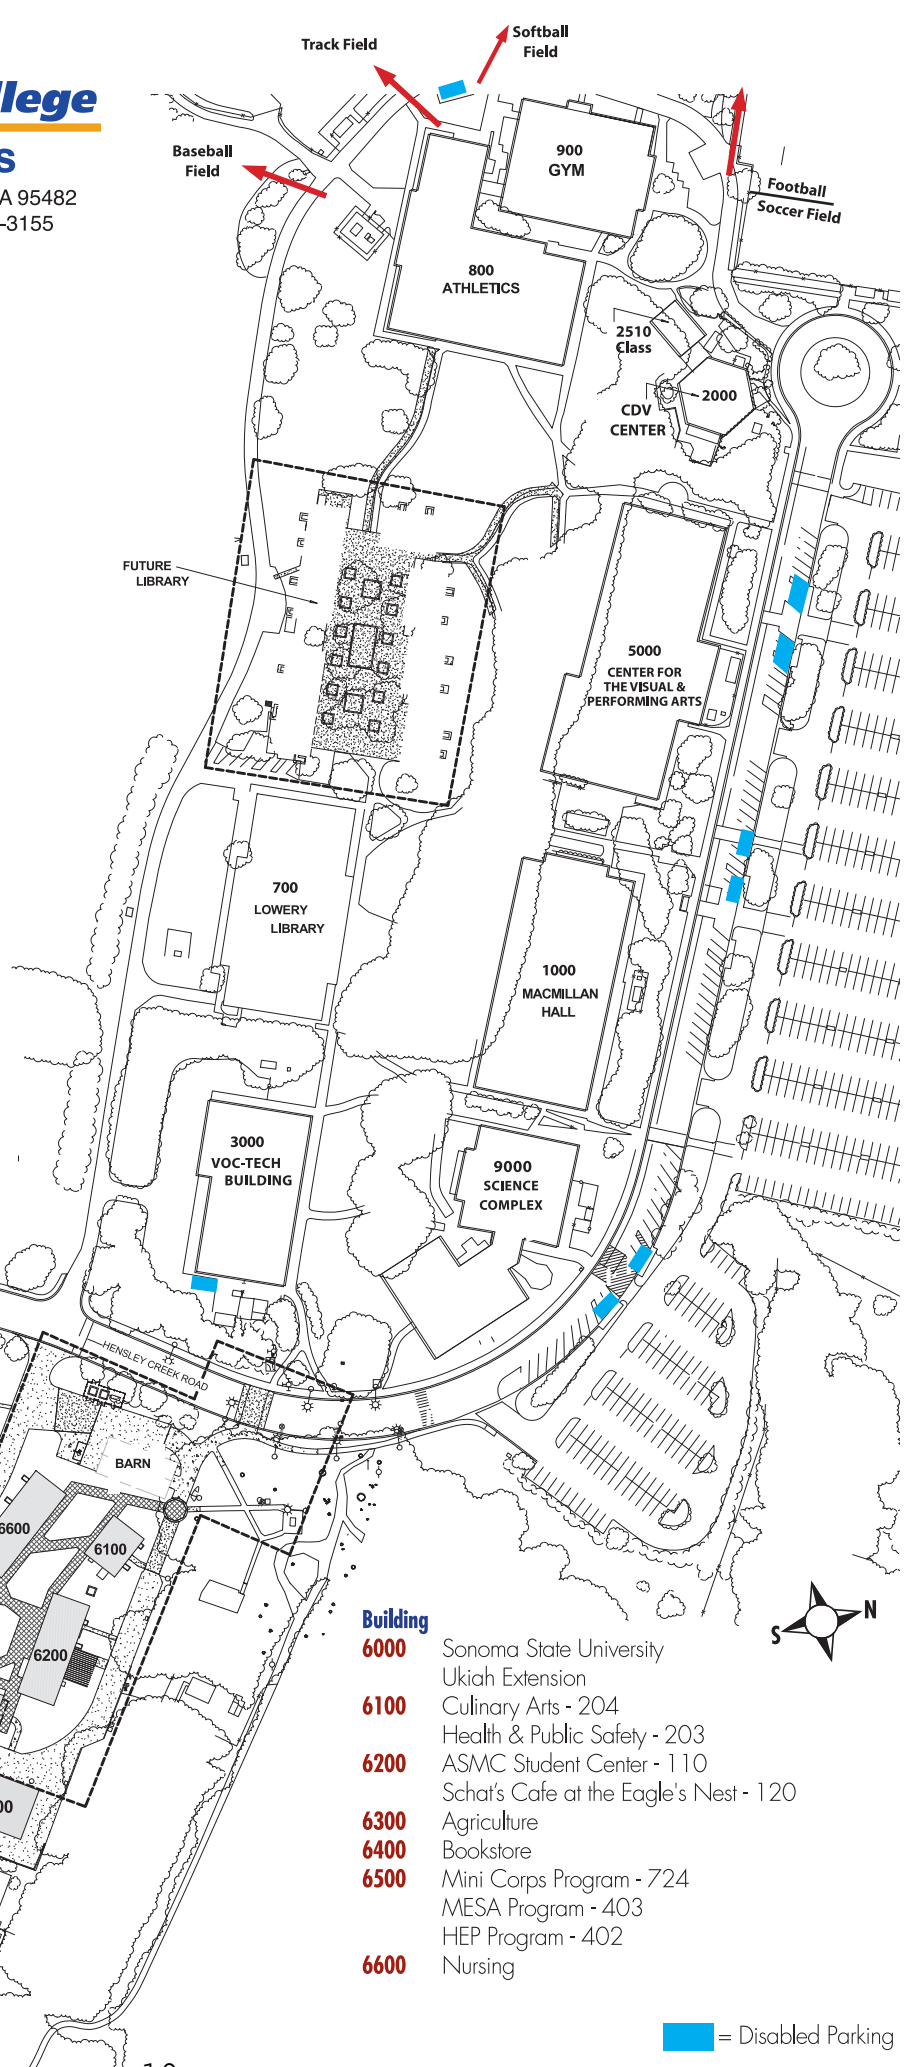 Softball
Field
Track Field
llege
s
A 95482
-3155
Baseball
Field
900
GYM
Football
Soccer Field
800
ATHLETICS
2510
Class
2000
CDV
CENTER
FUTURE
LIBRARY
5000
CENTER FOR
THE VISUAL &
PERFORMING ARTS
700
LOWERY
LIBRARY
1000
MACMILLAN
HALL
3000
VOC-TECH
BUILDING
9000
SCIENCE
COMPLEX
HENSLEY CREEK ROAD
BARN
6600
6100
6200
00
N
S
Building
6000 Sonoma State University
Ukiah Extension
6100 Culinary Arts - 204
Health & Public Safety - 203
6200 ASMC Student Center - 110
Schat's Cafe at the Eagle's Nest - 120
6300 Agriculture
6400 Bookstore
6500 Mini Corps Program - 724
MESA Program - 403
HEP Program - 402
6600 Nursing
= Disabled Parking